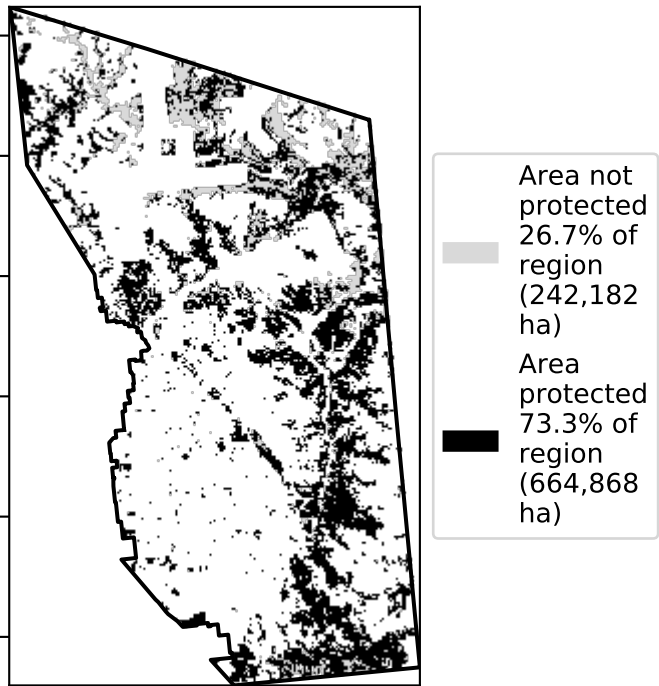 Area not
protected
26.7% of
region
(242,182
ha)
Area
protected
73.3% of
region
(664,868
ha)